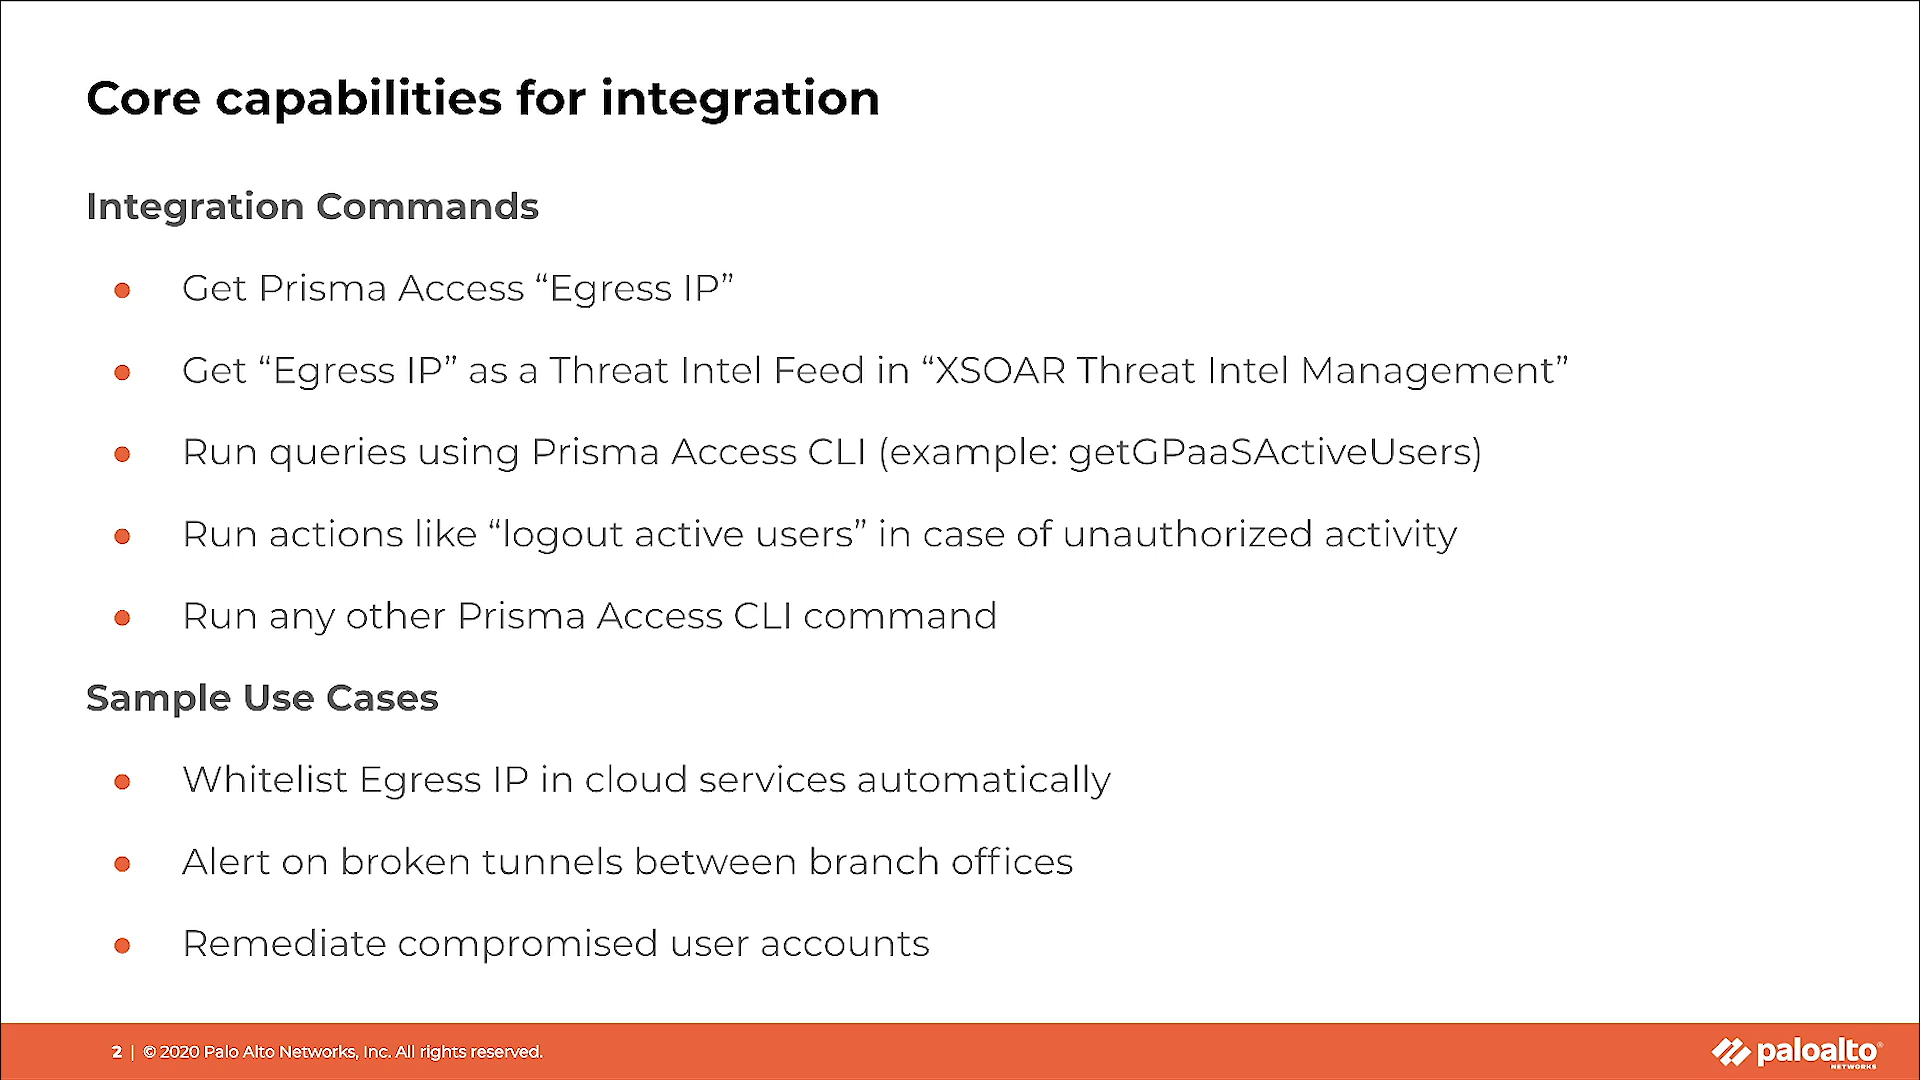 Core capabilities for integration
Integration Commands
● Get Prisma Access “Egress IP”
● Get “Egress IP” as a Threat Intel Feed in “XSOAR Threat Intel Management”
● Run queries using Prisma Access CLI (example: getGPaaSActiveUsers)
● Run actions like “logout active users” in case of unauthorized activity
● Run any other Prisma Access CLI command
Sample Use Cases
● Whitelist Egress IP in cloud services automatically
● Alert on broken tunnels between branch offices
● Remediate compromised user accounts
2 | © 2020 Palo Alto Networks, Inc. All rights reserved.
paloalto®
NETWORKS